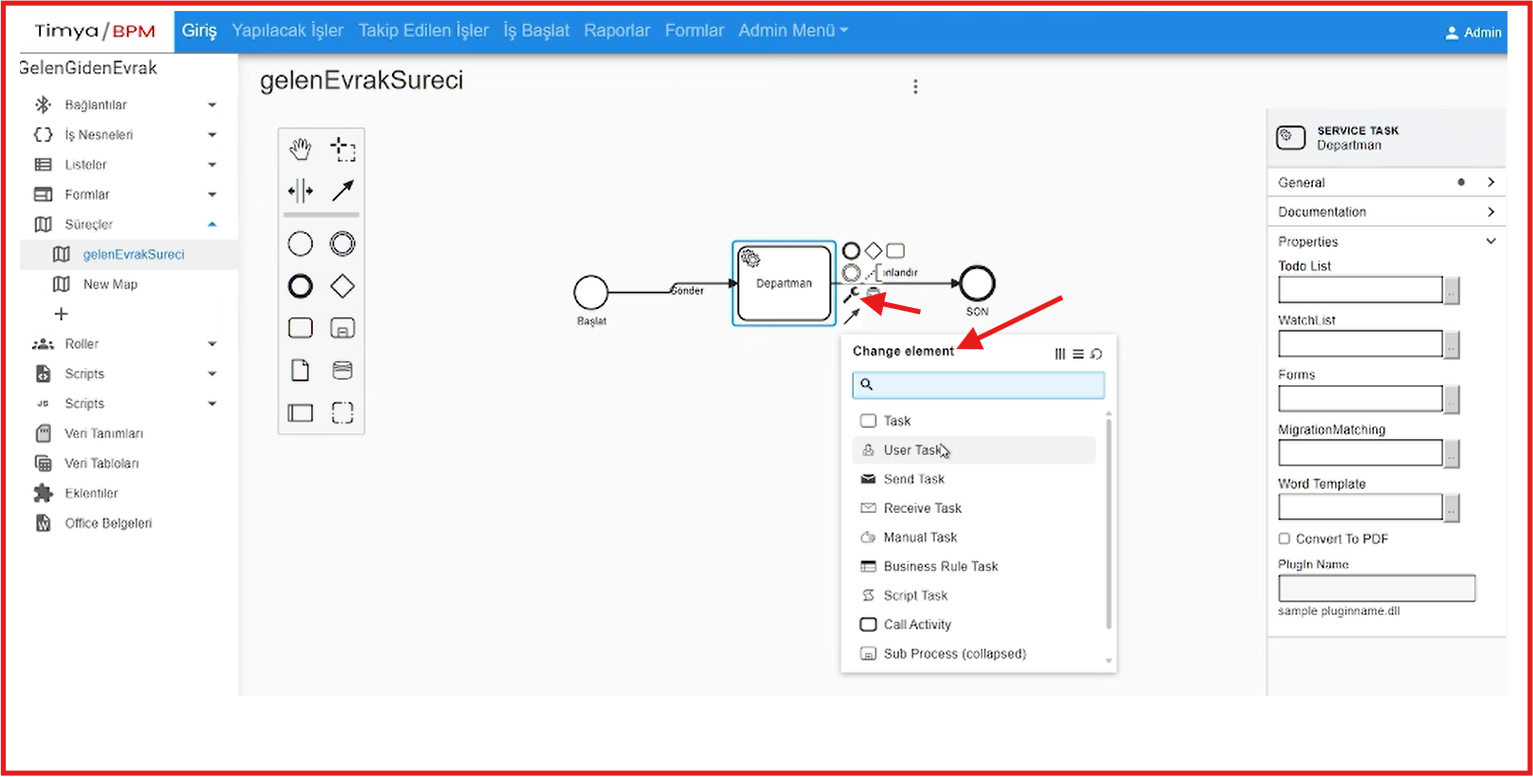 Timya/BPM
Giriş Yapılacak İşler Takip Edilen İşler İş Başlat Raporlar Formlar Admin Menü
Admin
GelenGidenEvrak
Bağlantılar
İş Nesneleri
Listeler
Formlar
Süreçler
gelenEvrakSureci
New Map
Roller
Scripts
JS Scripts
Veri Tanımları
Veri Tabloları
Eklentiler
Office Belgeleri
gelenEvrakSureci
Başlat
Gönder
Departman
onlandır
SON
Change element
Task
User Task
Send Task
Receive Task
Manual Task
Business Rule Task
Script Task
Call Activity
Sub Process (collapsed)
SERVICE TASK
Departman
General
Documentation
Properties
Todo List
..
WatchList
..
Forms
..
MigrationMatching
..
Word Template
..
Convert To PDF
PlugIn Name
sample pluginname.dll